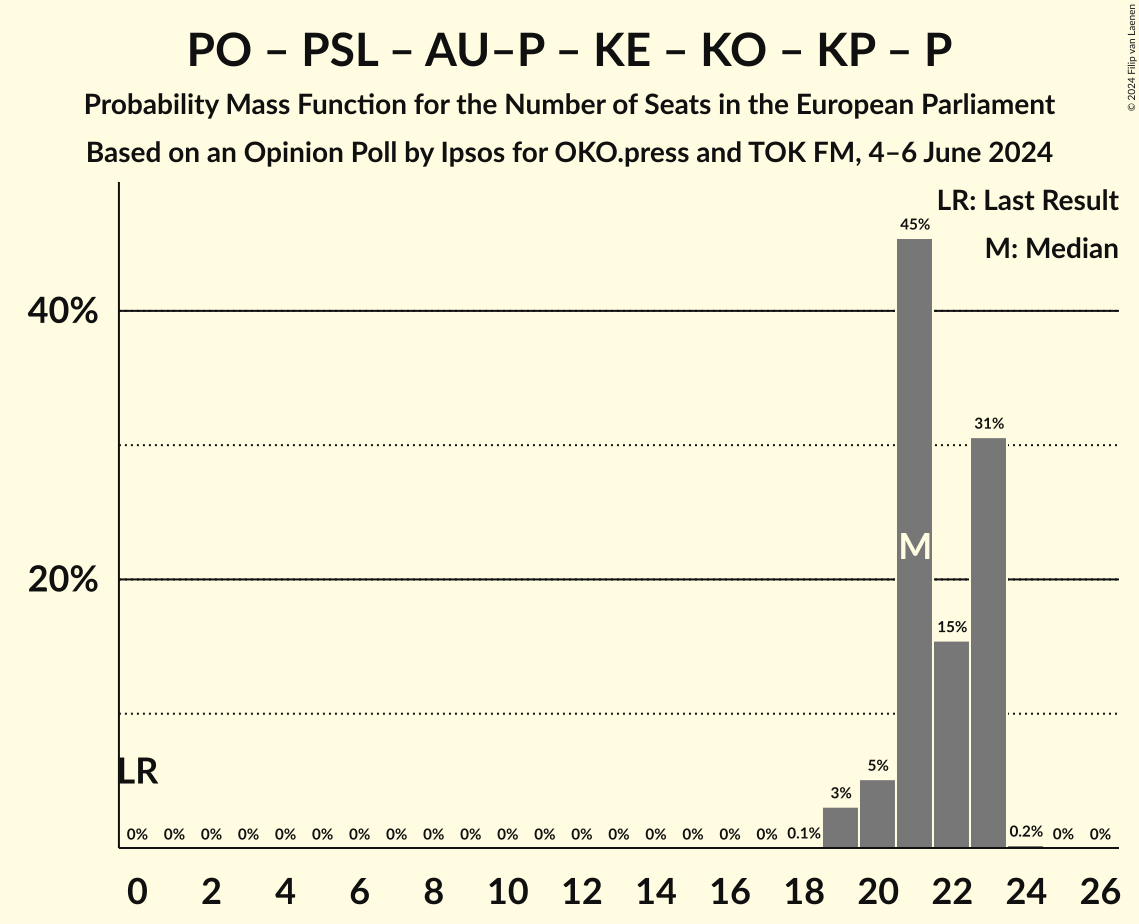 PO – PSL – AU–P – KE – KO – KP – P
Probability Mass Function for the Number of Seats in the European Parliament
Based on an Opinion Poll by Ipsos for OKO.press and TOK FM, 4–6 June 2024
© 2024 Filip van Laenen
LR: Last Result
M: Median
45%
40%
31%
M
20%
15%
LR
5%
3%
0% 0% 0% 0% 0% 0% 0% 0% 0% 0% 0% 0% 0% 0% 0% 0% 0% 0% 0.1% 0.2% 0% 0%
0 2 4 6 8 10 12 14 16 18 20 22 24 26